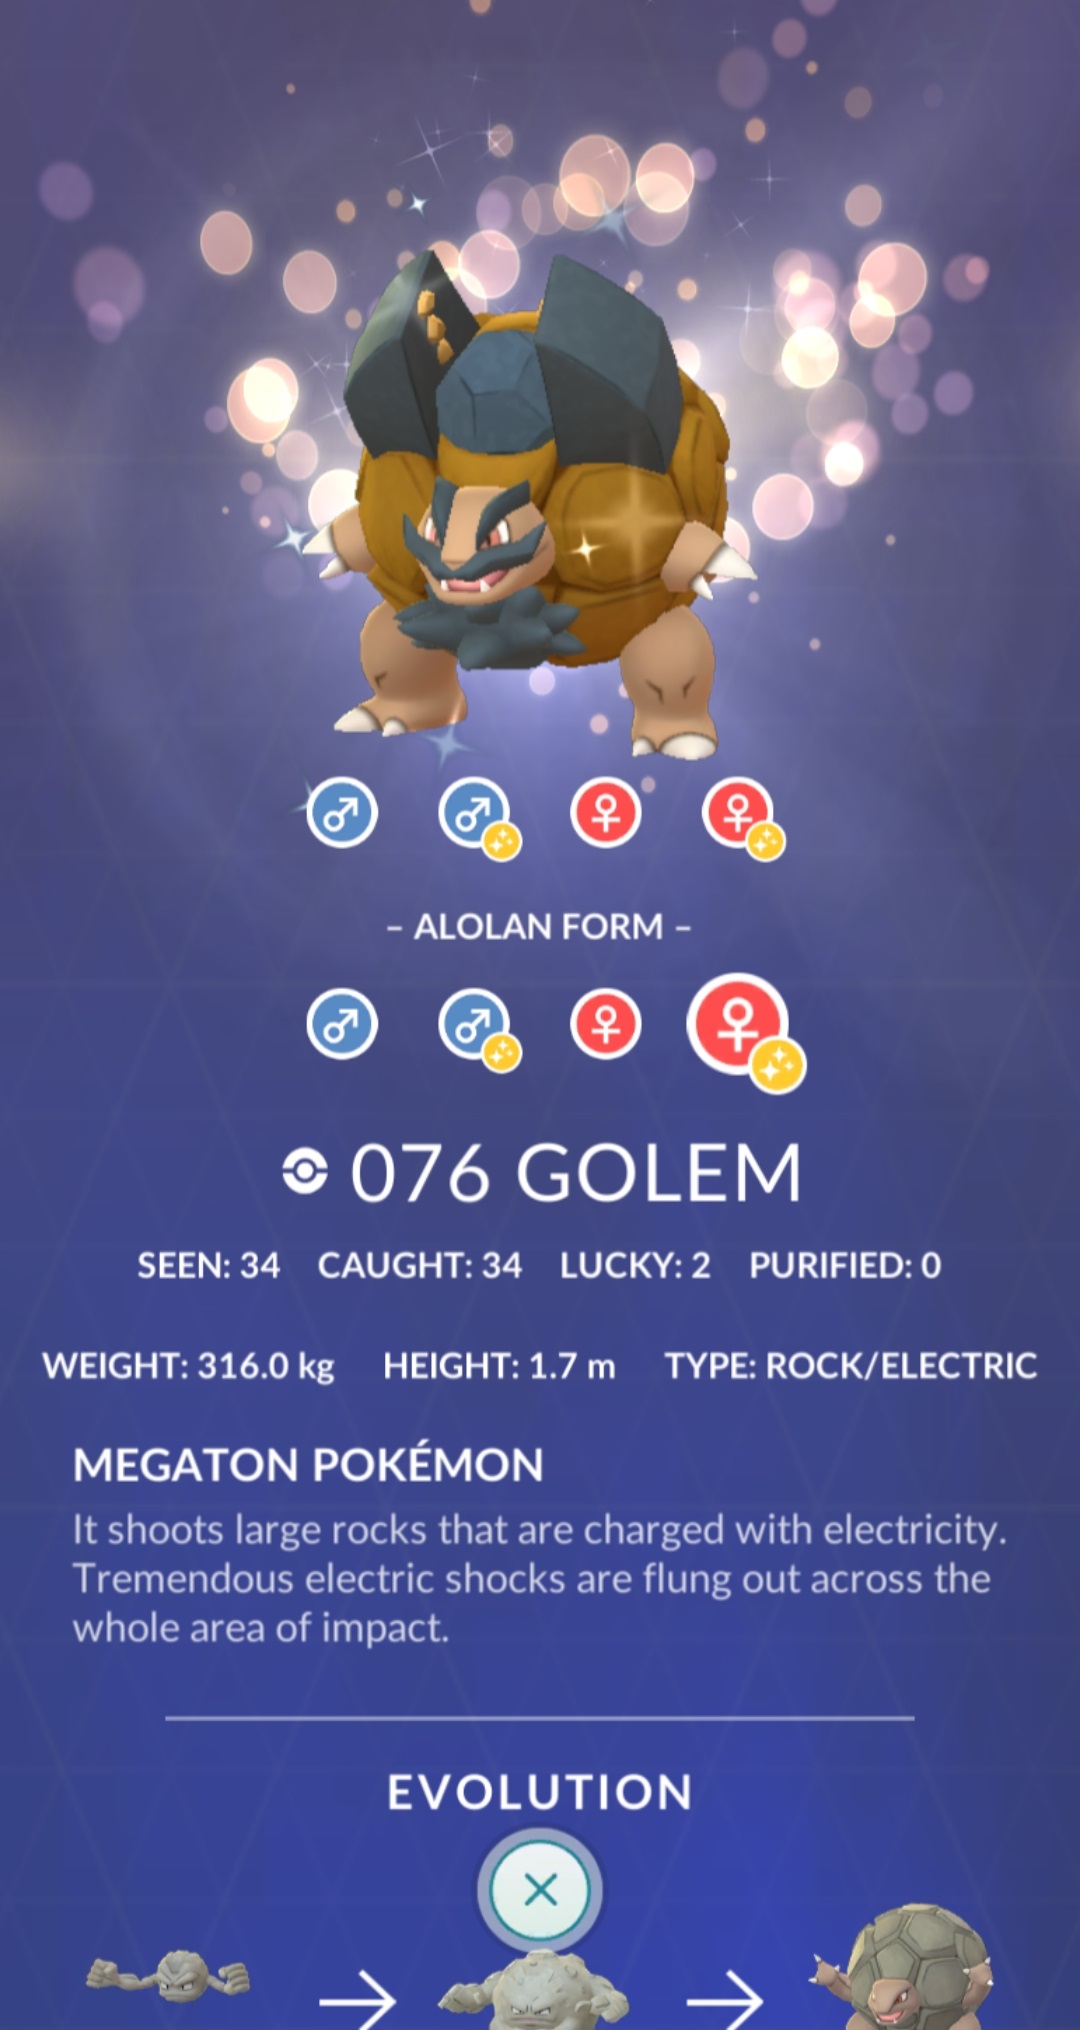 – ALOLAN FORM –
076 GOLEM
SEEN: 34 CAUGHT: 34 LUCKY: 2 PURIFIED: 0
WEIGHT: 316.0 kg HEIGHT: 1.7 m TYPE: ROCK/ELECTRIC
MEGATON POKÉMON
It shoots large rocks that are charged with electricity.
Tremendous electric shocks are flung out across the
whole area of impact.
EVOLUTION